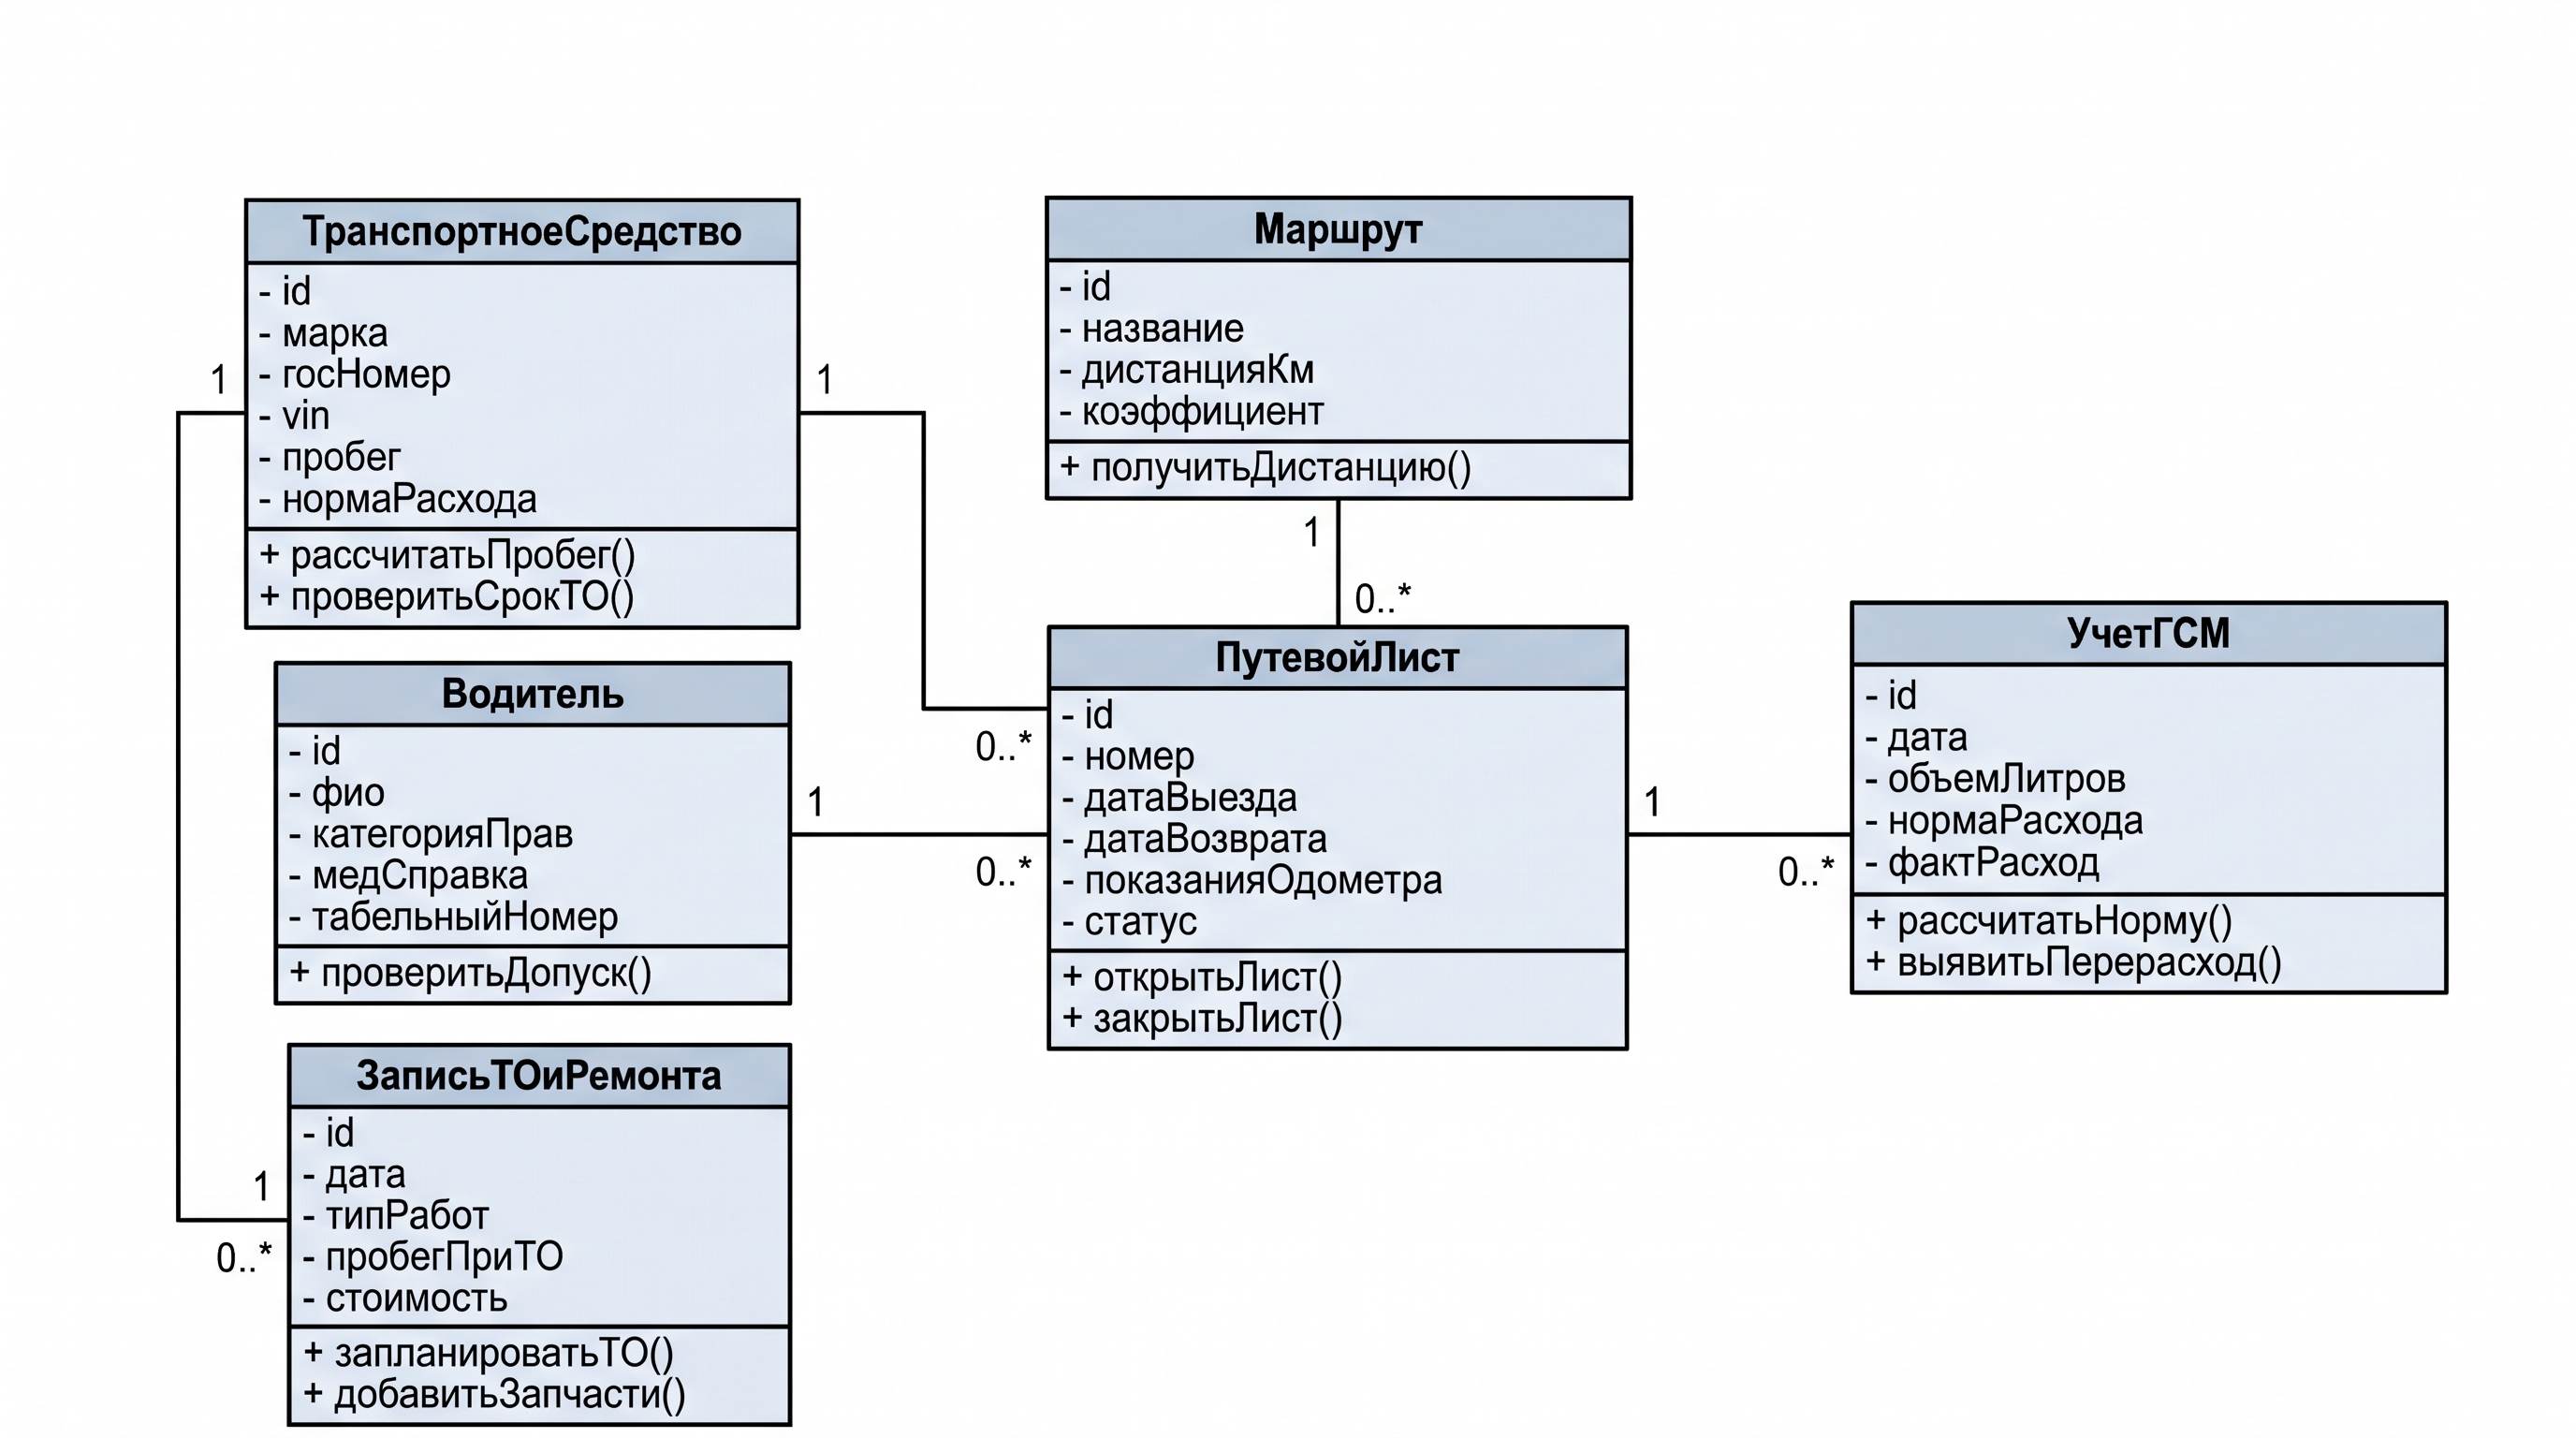 ТранспортноеСредство
- id
- марка
- госНомер
- vin
- пробег
- нормаРасхода
+ рассчитатьПробег()
+ проверитьСрокТО()
1
1
Маршрут
- id
- название
- дистанцияКм
- коэффициент
+ получитьДистанцию()
1
0..*
Водитель
- id
- фио
- категорияПрав
- медСправка
- табельныйНомер
+ проверитьДопуск()
1
0..*
0..*
ПутевойЛист
- id
- номер
- датаВыезда
- датаВозврата
- показанияОдометра
- статус
+ открытьЛист()
+ закрытьЛист()
1
0..*
УчетГСМ
- id
- дата
- объемЛитров
- нормаРасхода
- фактРасход
+ рассчитатьНорму()
+ выявитьПерерасход()
1
0..*
ЗаписьТОиРемонта
- id
- дата
- типРабот
- пробегПриТО
- стоимость
+ запланироватьТО()
+ добавитьЗапчасти()